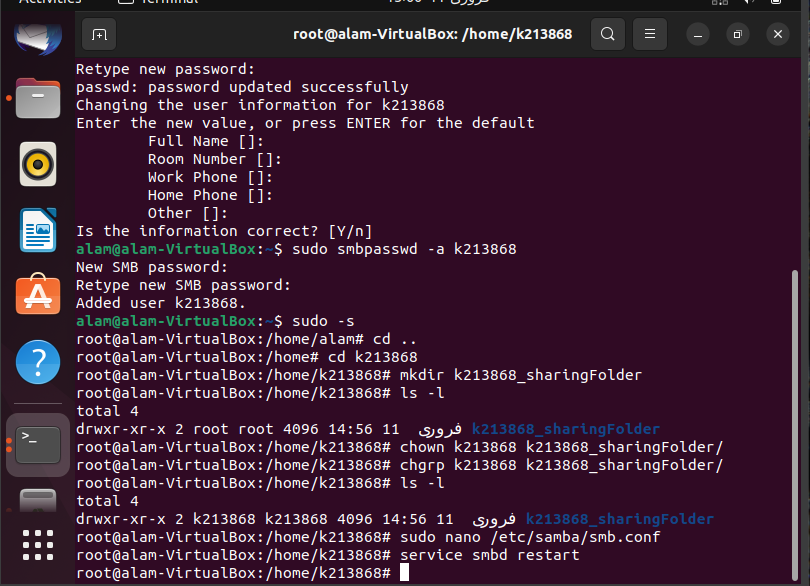 Activities Terminal 15:00 11 فروری
root@alam-VirtualBox: /home/k213868
Retype new password:
passwd: password updated successfully
Changing the user information for k213868
Enter the new value, or press ENTER for the default
Full Name []:
Room Number []:
Work Phone []:
Home Phone []:
Other []:
Is the information correct? [Y/n]
alam@alam-VirtualBox:~$ sudo smbpasswd -a k213868
New SMB password:
Retype new SMB password:
Added user k213868.
alam@alam-VirtualBox:~$ sudo -s
root@alam-VirtualBox:/home/alam# cd ..
root@alam-VirtualBox:/home# cd k213868
root@alam-VirtualBox:/home/k213868# mkdir k213868_sharingFolder
root@alam-VirtualBox:/home/k213868# ls -l
total 4
drwxr-xr-x 2 root root 4096 14:56 11 فروری k213868_sharingFolder
root@alam-VirtualBox:/home/k213868# chown k213868 k213868_sharingFolder/
root@alam-VirtualBox:/home/k213868# chgrp k213868 k213868_sharingFolder/
root@alam-VirtualBox:/home/k213868# ls -l
total 4
drwxr-xr-x 2 k213868 k213868 4096 14:56 11 فروری k213868_sharingFolder
root@alam-VirtualBox:/home/k213868# sudo nano /etc/samba/smb.conf
root@alam-VirtualBox:/home/k213868# service smbd restart
root@alam-VirtualBox:/home/k213868#